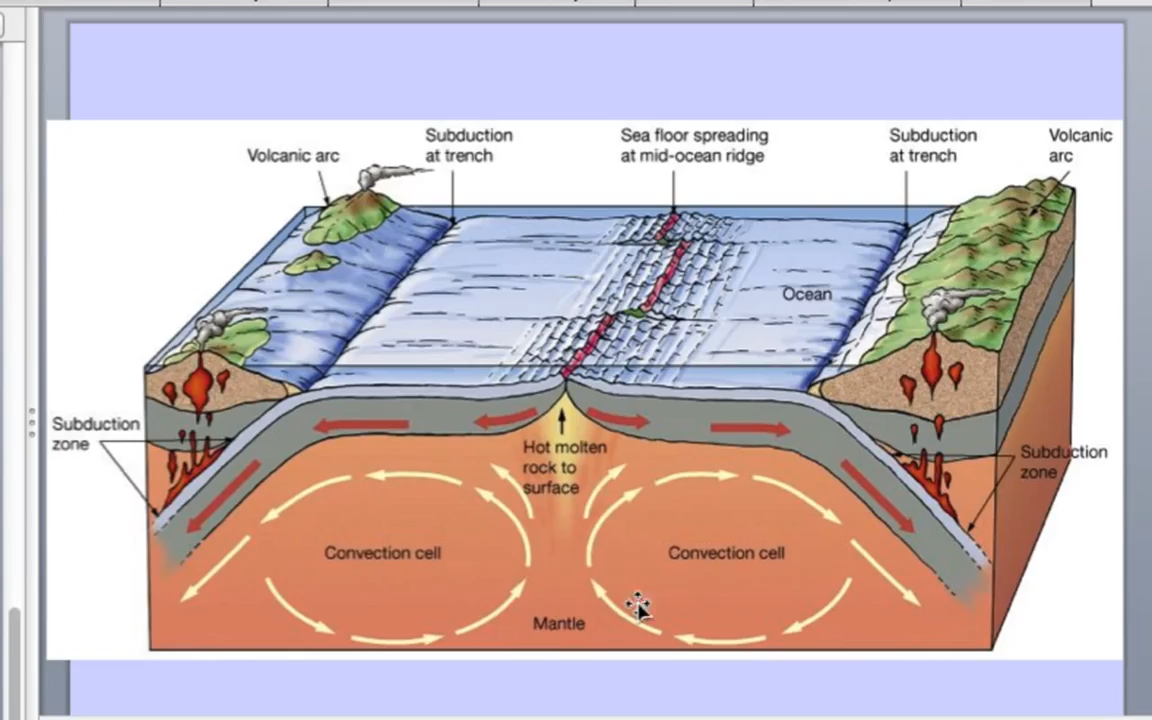 Volcanic arc
Subduction
at trench
Sea floor spreading
at mid-ocean ridge
Subduction
at trench
Volcanic
arc
Ocean
Subduction
zone
Hot molten
rock to
surface
Subduction
zone
Convection cell
Convection cell
Mantle